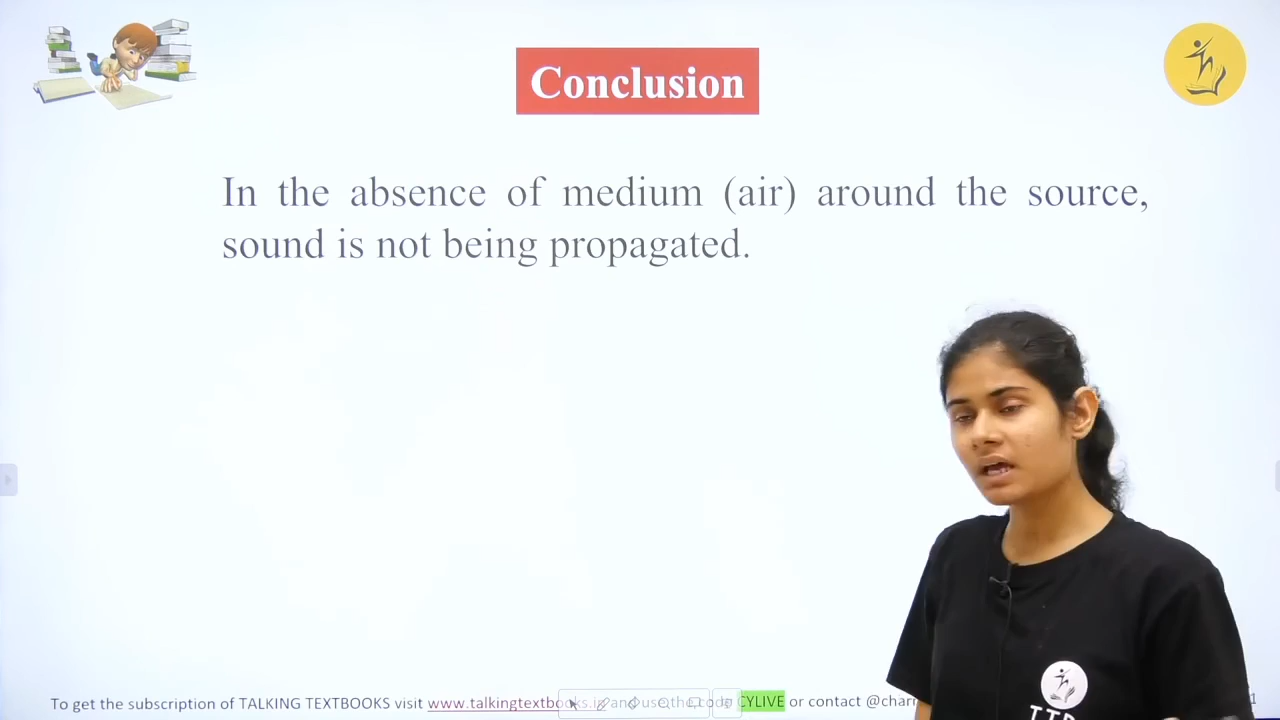 Conclusion
In the absence of medium (air) around the source,
sound is not being propagated.
To get the subscription of TALKING TEXTBOOKS visit www.talkingtextbooks.in and use the code CYLIVE or contact